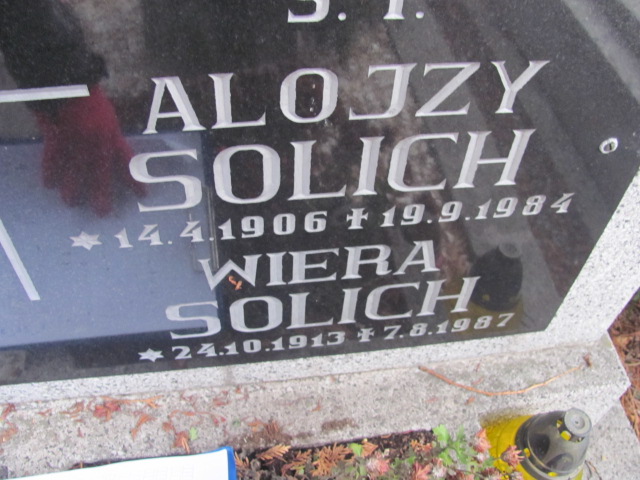 Ś. P.
ALOJZY
SOLICH
* 14.4.1906 ✝ 19.9.1984
WIERA
SOLICH
* 24.10.1913 ✝ 7.8.1987